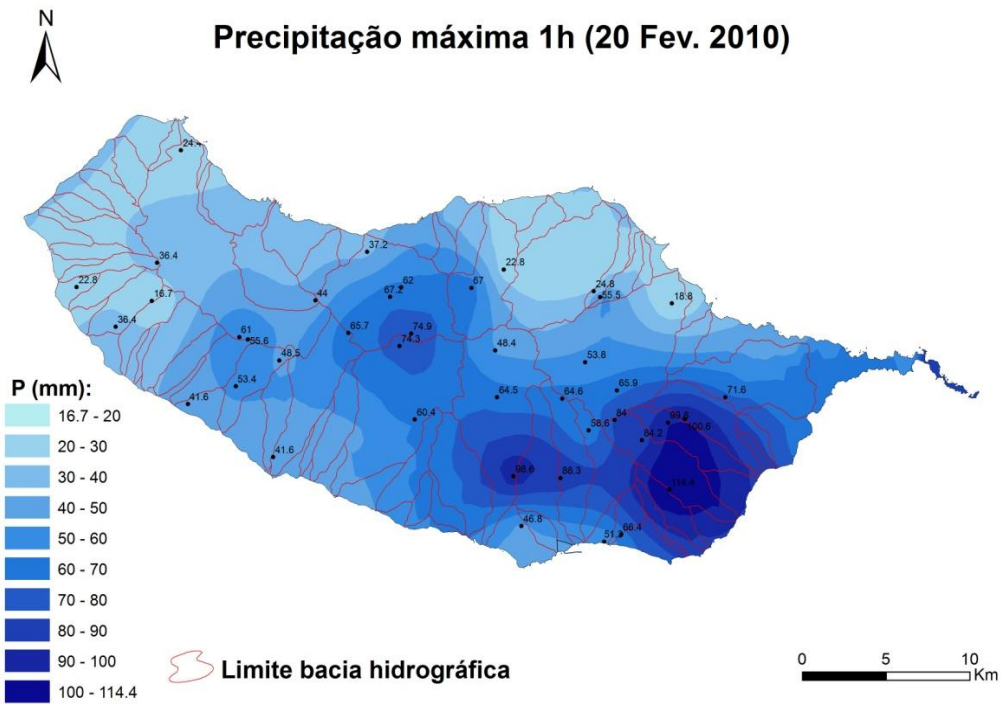 N
Precipitação máxima 1h (20 Fev. 2010)
24.4
36.4
37.2
22.8
22.8
16.7
62
67.2
67
24.8
55.5
18.8
44
36.4
61
55.6
65.7
74.9
74.3
48.5
48.4
53.8
53.4
41.6
64.5
64.6
65.9
71.6
60.4
58.6
84
99.6
100.6
84.2
41.6
98.6
86.3
114.4
46.8
66.4
P (mm):
16.7 - 20
20 - 30
30 - 40
40 - 50
50 - 60
60 - 70
70 - 80
80 - 90
90 - 100
100 - 114.4
Limite bacia hidrográfica
0 5 10
Km